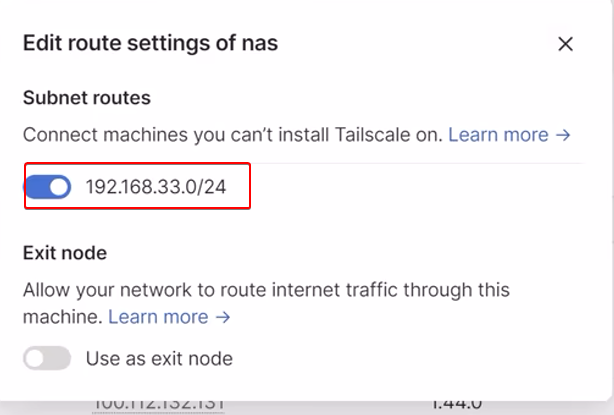 Edit route settings of nas
Subnet routes
Connect machines you can't install Tailscale on. Learn more →
192.168.33.0/24
Exit node
Allow your network to route internet traffic through this
machine. Learn more →
Use as exit node
100.112.132.131 1.44.0